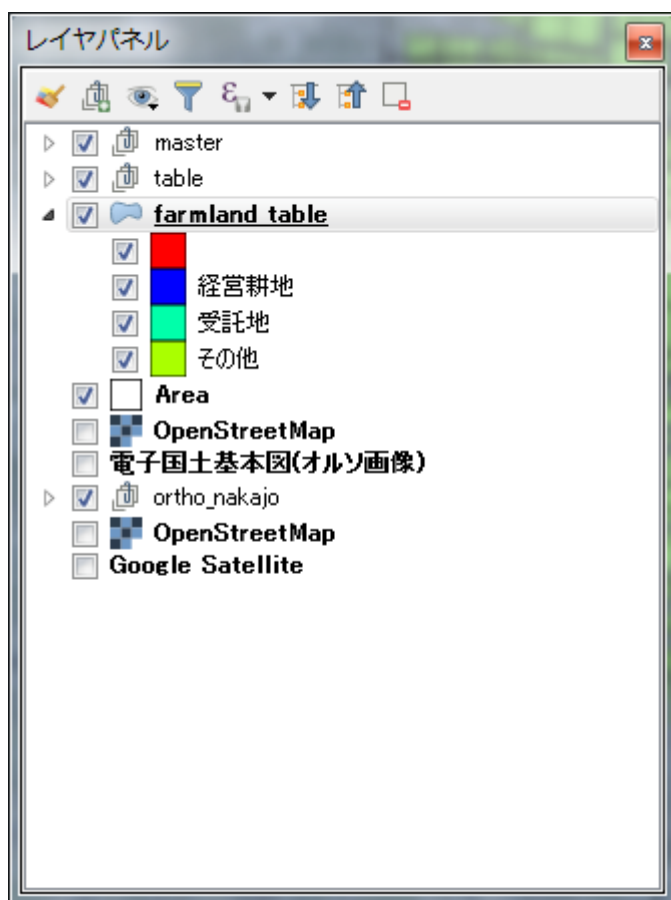 レイヤパネル
master
table
farmland table
経営耕地
受託地
その他
Area
OpenStreetMap
電子国土基本図(オルソ画像)
ortho_nakajo
OpenStreetMap
Google Satellite